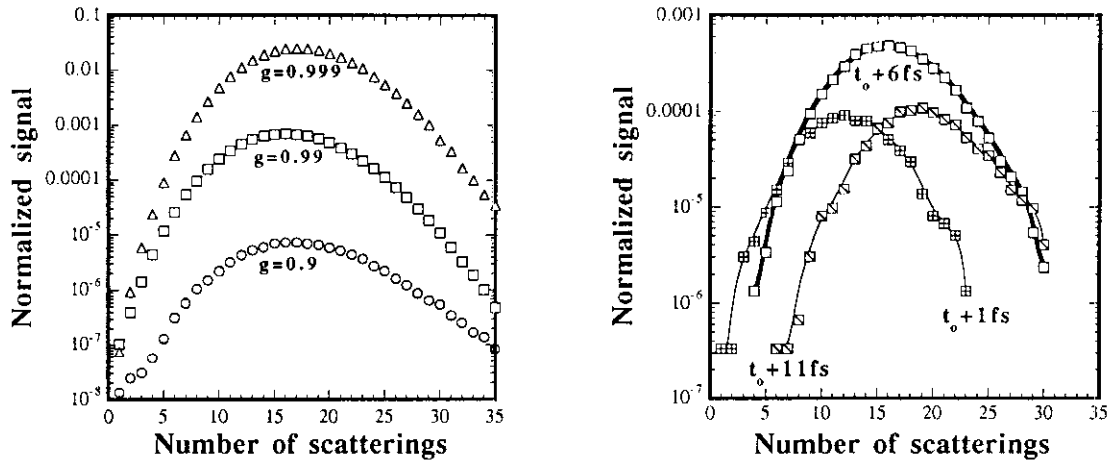 0.1
0.01
0.001
0.0001
10⁻⁵
10⁻⁶
10⁻⁷
10⁻⁸
Normalized signal
g=0.999
g=0.99
g=0.9
0 5 10 15 20 25 30 35
Number of scatterings
0.001
0.0001
10⁻⁵
10⁻⁶
10⁻⁷
Normalized signal
tₒ+6fs
tₒ+1fs
tₒ+11fs
0 5 10 15 20 25 30 35
Number of scatterings